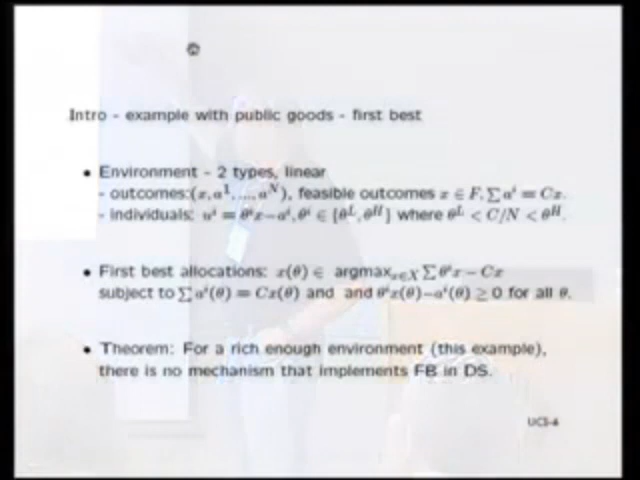 Intro - example with public goods - first best
• Environment - 2 types, linear
- outcomes:(x, a¹, ..., aᴺ), feasible outcomes x ∈ F, ∑ aⁱ = Cx.
- individuals: uⁱ = θⁱx−aⁱ, θⁱ ∈ {θᴸ, θᴴ} where θᴸ < C/N < θᴴ.
• First best allocations: x(θ) ∈ argmaxₓ∈X ∑ θⁱx − Cx
subject to ∑ aⁱ(θ) = Cx(θ) and and θⁱx(θ)−aⁱ(θ) ≥ 0 for all θ.
• Theorem: For a rich enough environment (this example),
there is no mechanism that implements FB in DS.
UCI-4